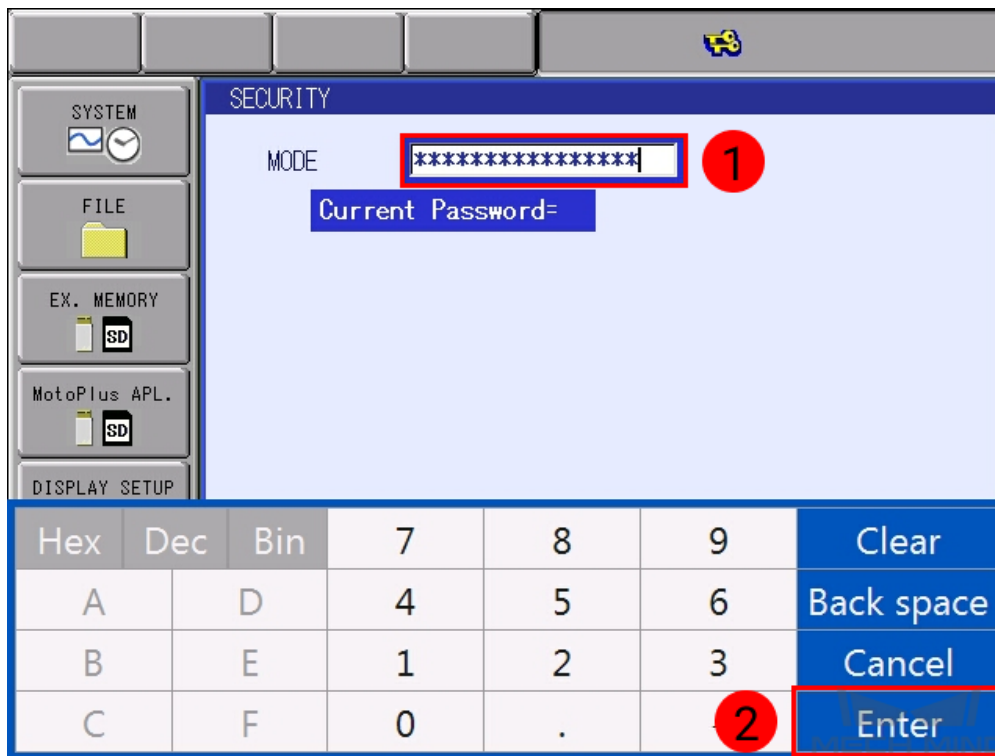 SYSTEM
SECURITY
MODE
****************
1
Current Password=
FILE
EX. MEMORY
SD
MotoPlus APL.
SD
DISPLAY SETUP
Hex Dec Bin 7 8 9 Clear
A D 4 5 6 Back space
B E 1 2 3 Cancel
C F 0 . 2 Enter